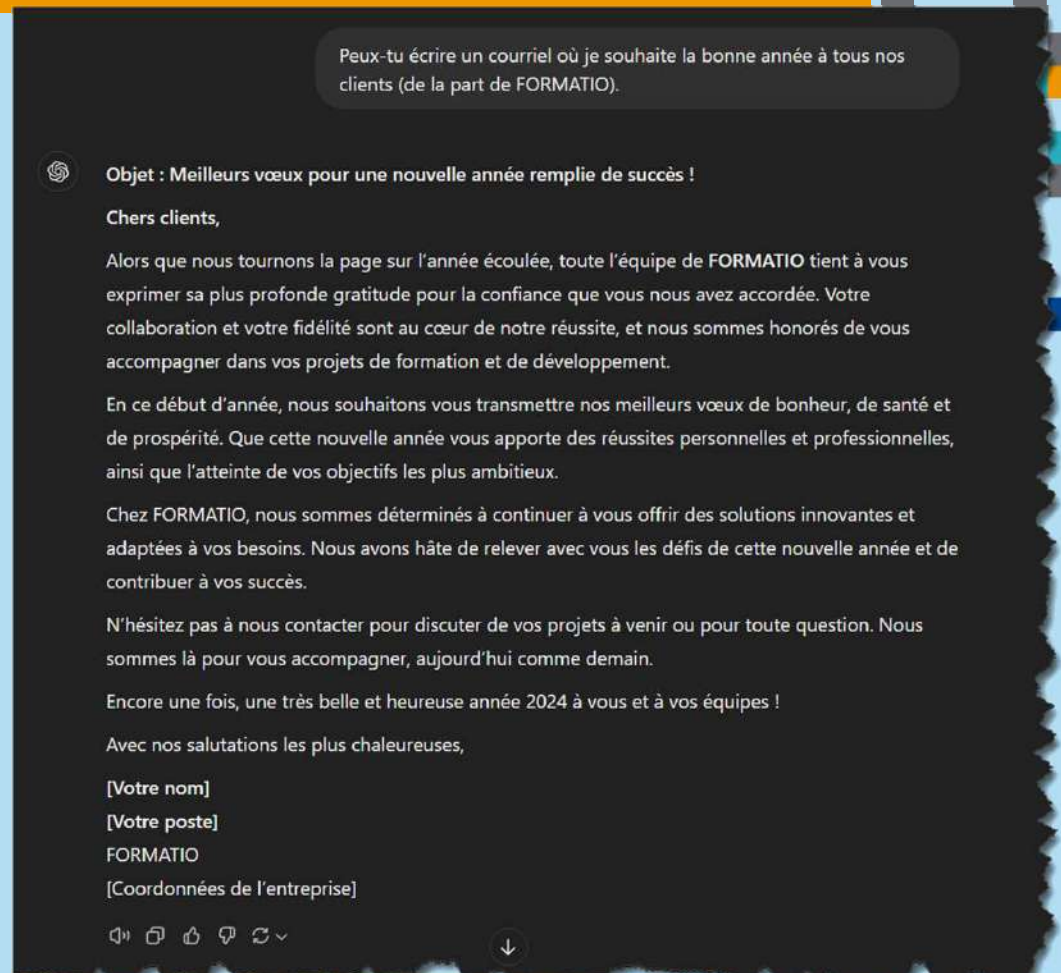 Peux-tu écrire un courriel où je souhaite la bonne année à tous nos
clients (de la part de FORMATIO).
Objet : Meilleurs vœux pour une nouvelle année remplie de succès !
Chers clients,
Alors que nous tournons la page sur l'année écoulée, toute l'équipe de FORMATIO tient à vous
exprimer sa plus profonde gratitude pour la confiance que vous nous avez accordée. Votre
collaboration et votre fidélité sont au cœur de notre réussite, et nous sommes honorés de vous
accompagner dans vos projets de formation et de développement.
En ce début d'année, nous souhaitons vous transmettre nos meilleurs vœux de bonheur, de santé et
de prospérité. Que cette nouvelle année vous apporte des réussites personnelles et professionnelles,
ainsi que l'atteinte de vos objectifs les plus ambitieux.
Chez FORMATIO, nous sommes déterminés à continuer à vous offrir des solutions innovantes et
adaptées à vos besoins. Nous avons hâte de relever avec vous les défis de cette nouvelle année et de
contribuer à vos succès.
N'hésitez pas à nous contacter pour discuter de vos projets à venir ou pour toute question. Nous
sommes là pour vous accompagner, aujourd'hui comme demain.
Encore une fois, une très belle et heureuse année 2024 à vous et à vos équipes !
Avec nos salutations les plus chaleureuses,
[Votre nom]
[Votre poste]
FORMATIO
[Coordonnées de l'entreprise]